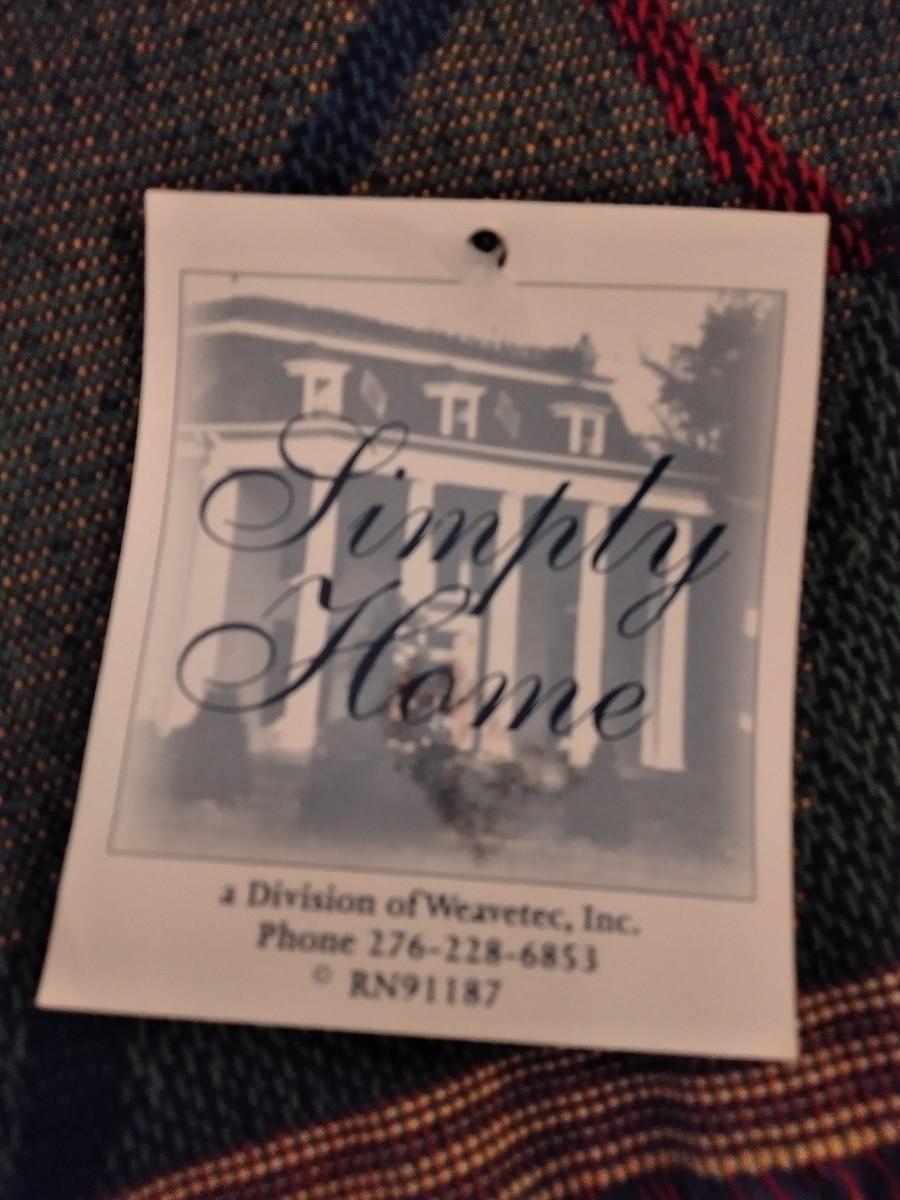 Simply
Home
a Division of Weavetec, Inc.
Phone 276-228-6853
© RN91187